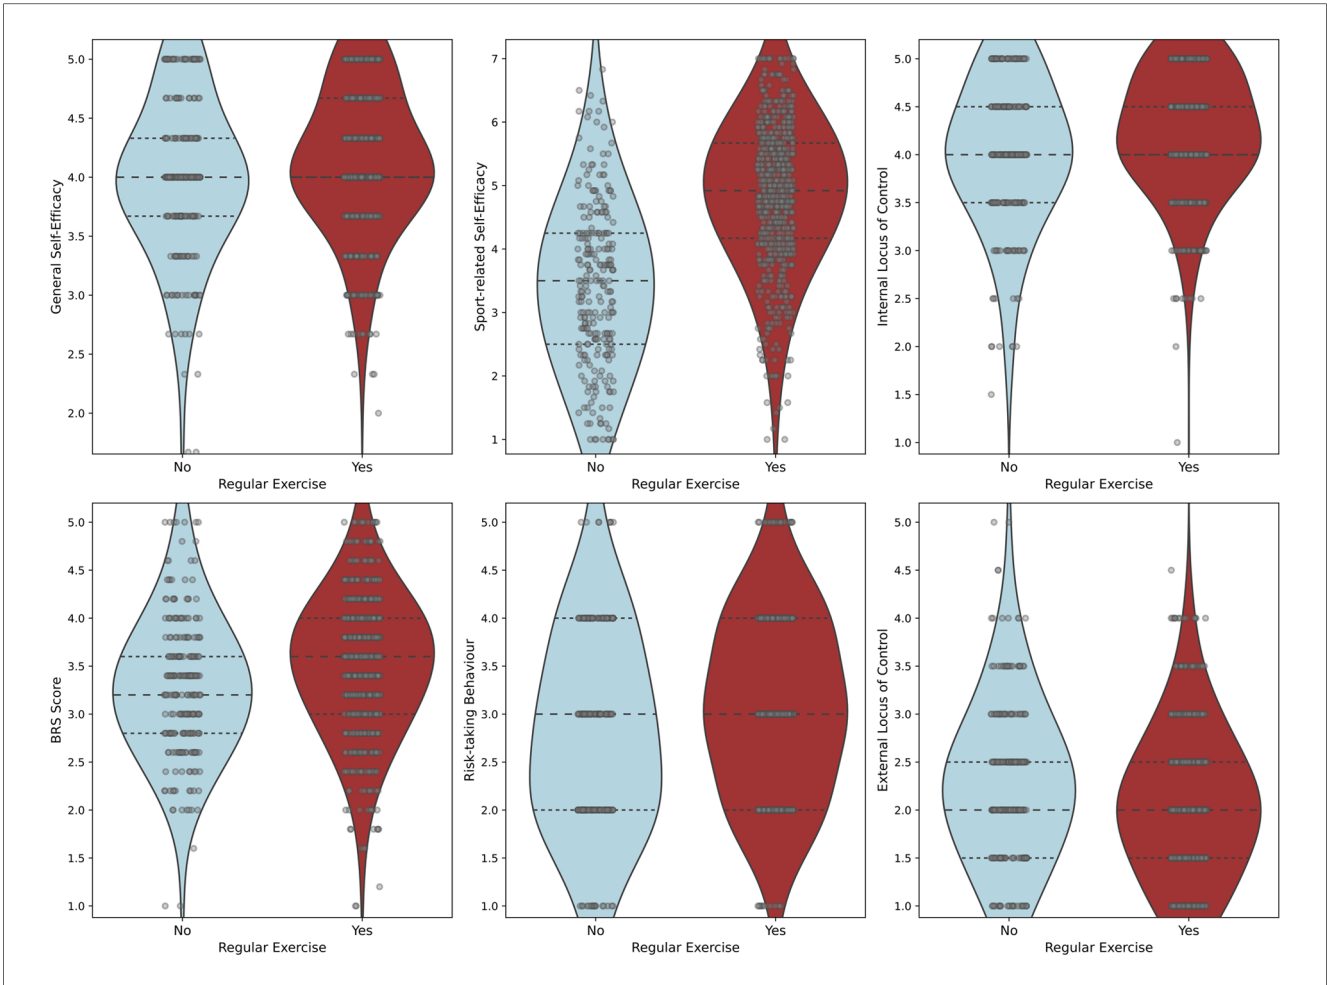 General Self-Efficacy
5.0
4.5
4.0
3.5
3.0
2.5
2.0
No Yes
Regular Exercise
Sport-related Self-Efficacy
7
6
5
4
3
2
1
No Yes
Regular Exercise
Internal Locus of Control
5.0
4.5
4.0
3.5
3.0
2.5
2.0
1.5
1.0
No Yes
Regular Exercise
BRS Score
5.0
4.5
4.0
3.5
3.0
2.5
2.0
1.5
1.0
No Yes
Regular Exercise
Risk-taking Behaviour
5.0
4.5
4.0
3.5
3.0
2.5
2.0
1.5
1.0
No Yes
Regular Exercise
External Locus of Control
5.0
4.5
4.0
3.5
3.0
2.5
2.0
1.5
1.0
No Yes
Regular Exercise